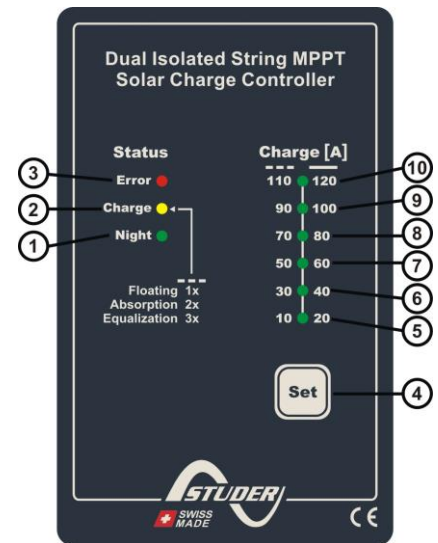 Dual Isolated String MPPT
Solar Charge Controller
Status
Charge [A]
3
Error
110
120
10
2
Charge
90
100
9
1
Night
70
80
8
50
60
7
Floating 1x
30
40
6
Absorption 2x
Equalization 3x
10
20
5
Set
4
STUDER
SWISS
MADE
CE